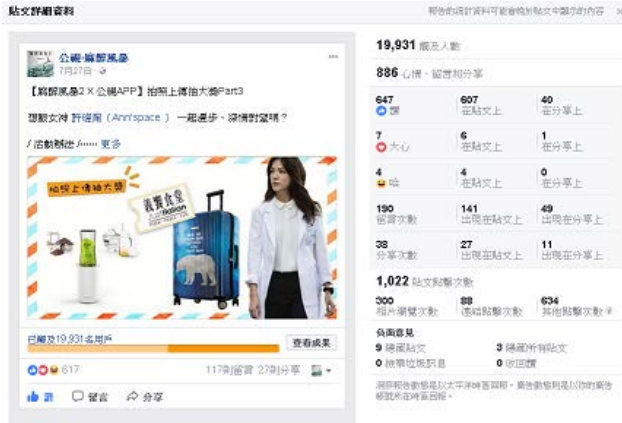 貼文詳細資料
報告的統計資料可能會晚於貼文中顯示的內容
公視-麻醉風暴
7月27日
【麻醉風暴2 X 公視APP】拍照上傳抽大獎Part3
想跟女神 許瑋甯 ( Ann'space ) 一起漫步、深情對望嗎?
/ 活動辦法 /...... 更多
拍照上傳抽大獎
義饗食堂
已觸及19,931名用戶
查看成果
617
117則留言 27則分享
讚 留言 分享
19,931 觸及人數
886 心情、留言和分享
647 讚
607 在貼文上
40 在分享上
7 大心
6 在貼文上
1 在分享上
4 哈
4 在貼文上
0 在分享上
190 留言次數
141 出現在貼文上
49 出現在分享上
38 分享次數
27 出現在貼文上
11 出現在分享上
1,022 貼文點擊次數
300 相片瀏覽次數
88 連結點擊次數
634 其他點擊次數
負面意見
9 隱藏貼文
3 隱藏所有貼文
0 檢舉垃圾訊息
0 收回讚